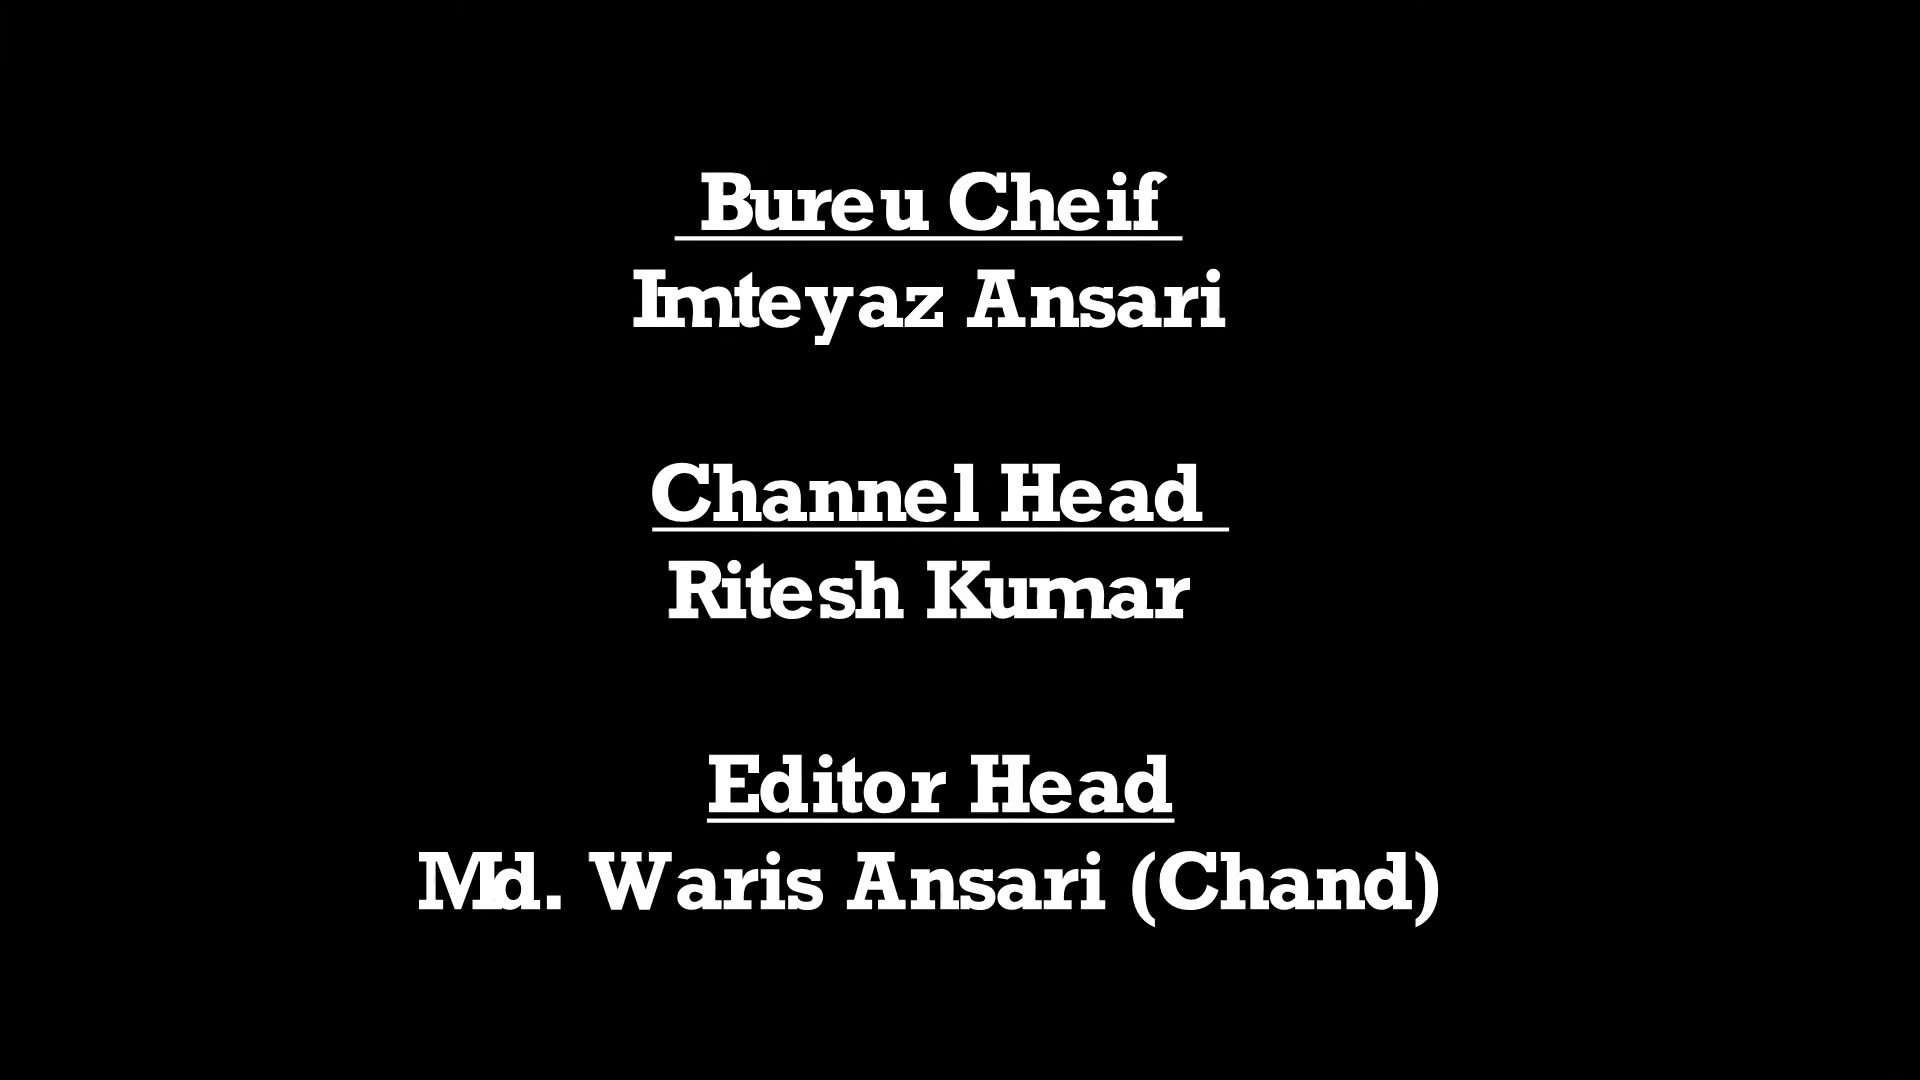 Bureu Cheif
Imteyaz Ansari
Channel Head
Ritesh Kumar
Editor Head
Md. Waris Ansari (Chand)